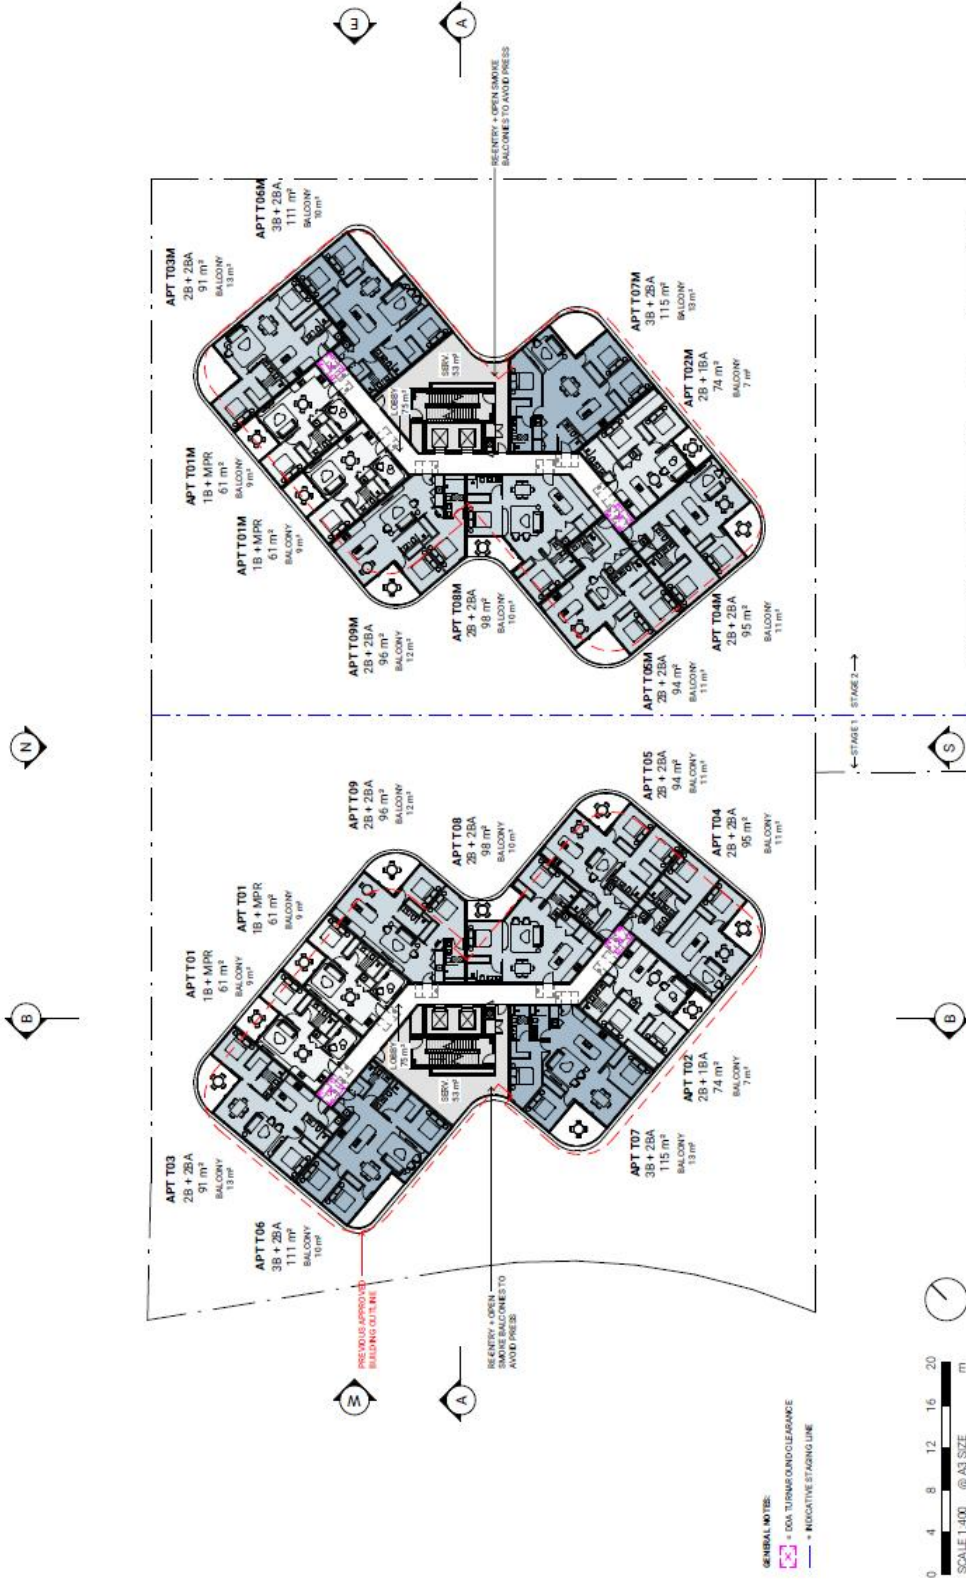 E
A
RE-ENTRY + OPEN SMOKE
BALCONIES TO AVOID PRESS
APT T06M
3B + 2BA
111 m²
BALCONY
10 m²
APT T03M
2B + 2BA
91 m²
BALCONY
13 m²
APT T07M
3B + 2BA
115 m²
BALCONY
13 m²
SERV.
53 m²
LOBBY
75 m²
APT T02M
2B + 1BA
74 m²
BALCONY
7 m²
APT T01M
1B + MPR
61 m²
BALCONY
9 m²
APT T01M
1B + MPR
61 m²
BALCONY
9 m²
APT T09M
2B + 2BA
96 m²
BALCONY
12 m²
APT T08M
2B + 2BA
98 m²
BALCONY
10 m²
APT T04M
2B + 2BA
95 m²
BALCONY
11 m²
APT T05M
2B + 2BA
94 m²
BALCONY
11 m²
N
STAGE 2
STAGE 1
S
APT T09
2B + 2BA
96 m²
BALCONY
12 m²
APT T08
2B + 2BA
98 m²
BALCONY
10 m²
APT T05
2B + 2BA
94 m²
BALCONY
11 m²
APT T04
2B + 2BA
95 m²
BALCONY
11 m²
APT T01
1B + MPR
61 m²
BALCONY
9 m²
APT T01
1B + MPR
61 m²
BALCONY
9 m²
B
B
LOBBY
75 m²
SERV.
53 m²
APT T02
2B + 1BA
74 m²
BALCONY
7 m²
APT T03
2B + 2BA
91 m²
BALCONY
13 m²
APT T07
3B + 2BA
115 m²
BALCONY
13 m²
APT T06
3B + 2BA
111 m²
BALCONY
10 m²
PREVIOUS APPROVED
BUILDING OUTLINE
RE-ENTRY + OPEN
SMOKE BALCONIES TO
AVOID PRESS
W
A
GENERAL NOTES:
= DDA TURNAROUND CLEARANCE
= INDICATIVE STAGING LINE
0 4 8 12 16 20
SCALE 1:400 @ A3 SIZE m